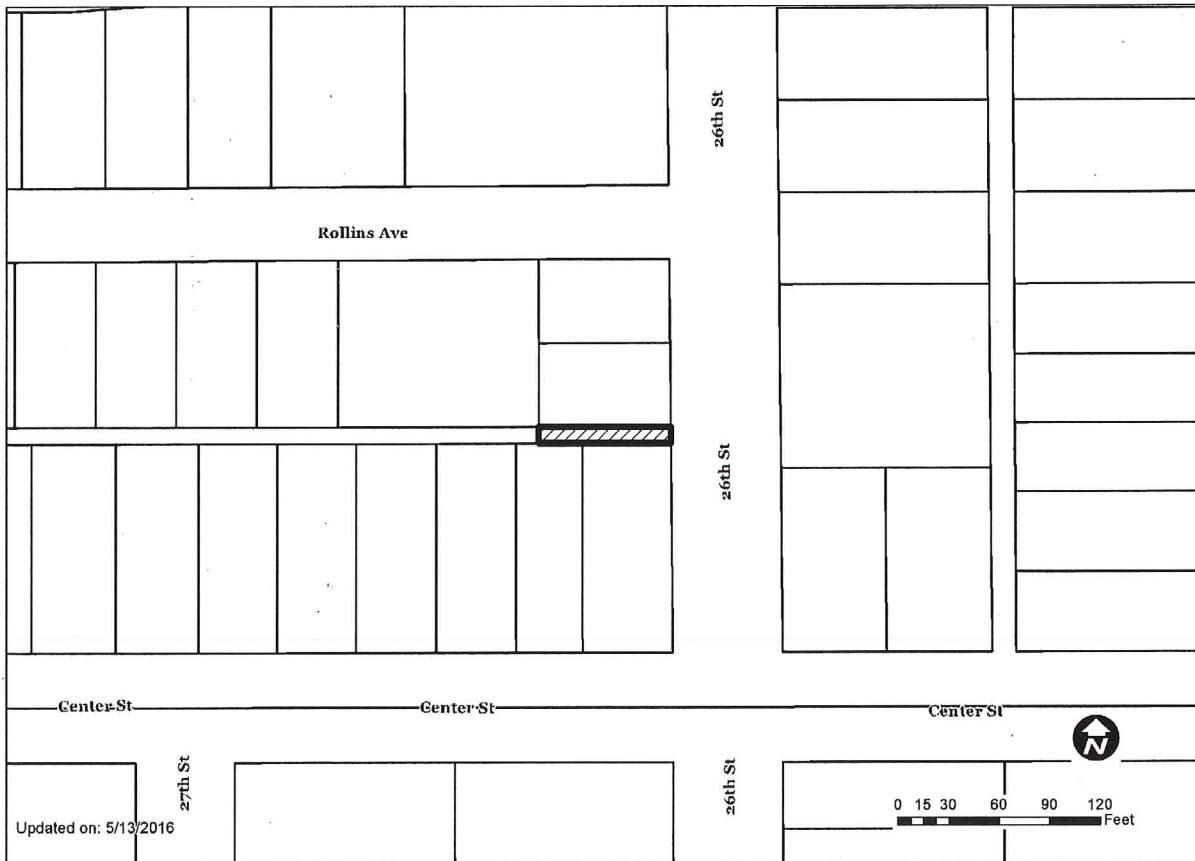 26th St
Rollins Ave
26th St
Center St
Center St
Center St
N
27th St
26th St
0 15 30 60 90 120
Feet
Updated on: 5/13/2016